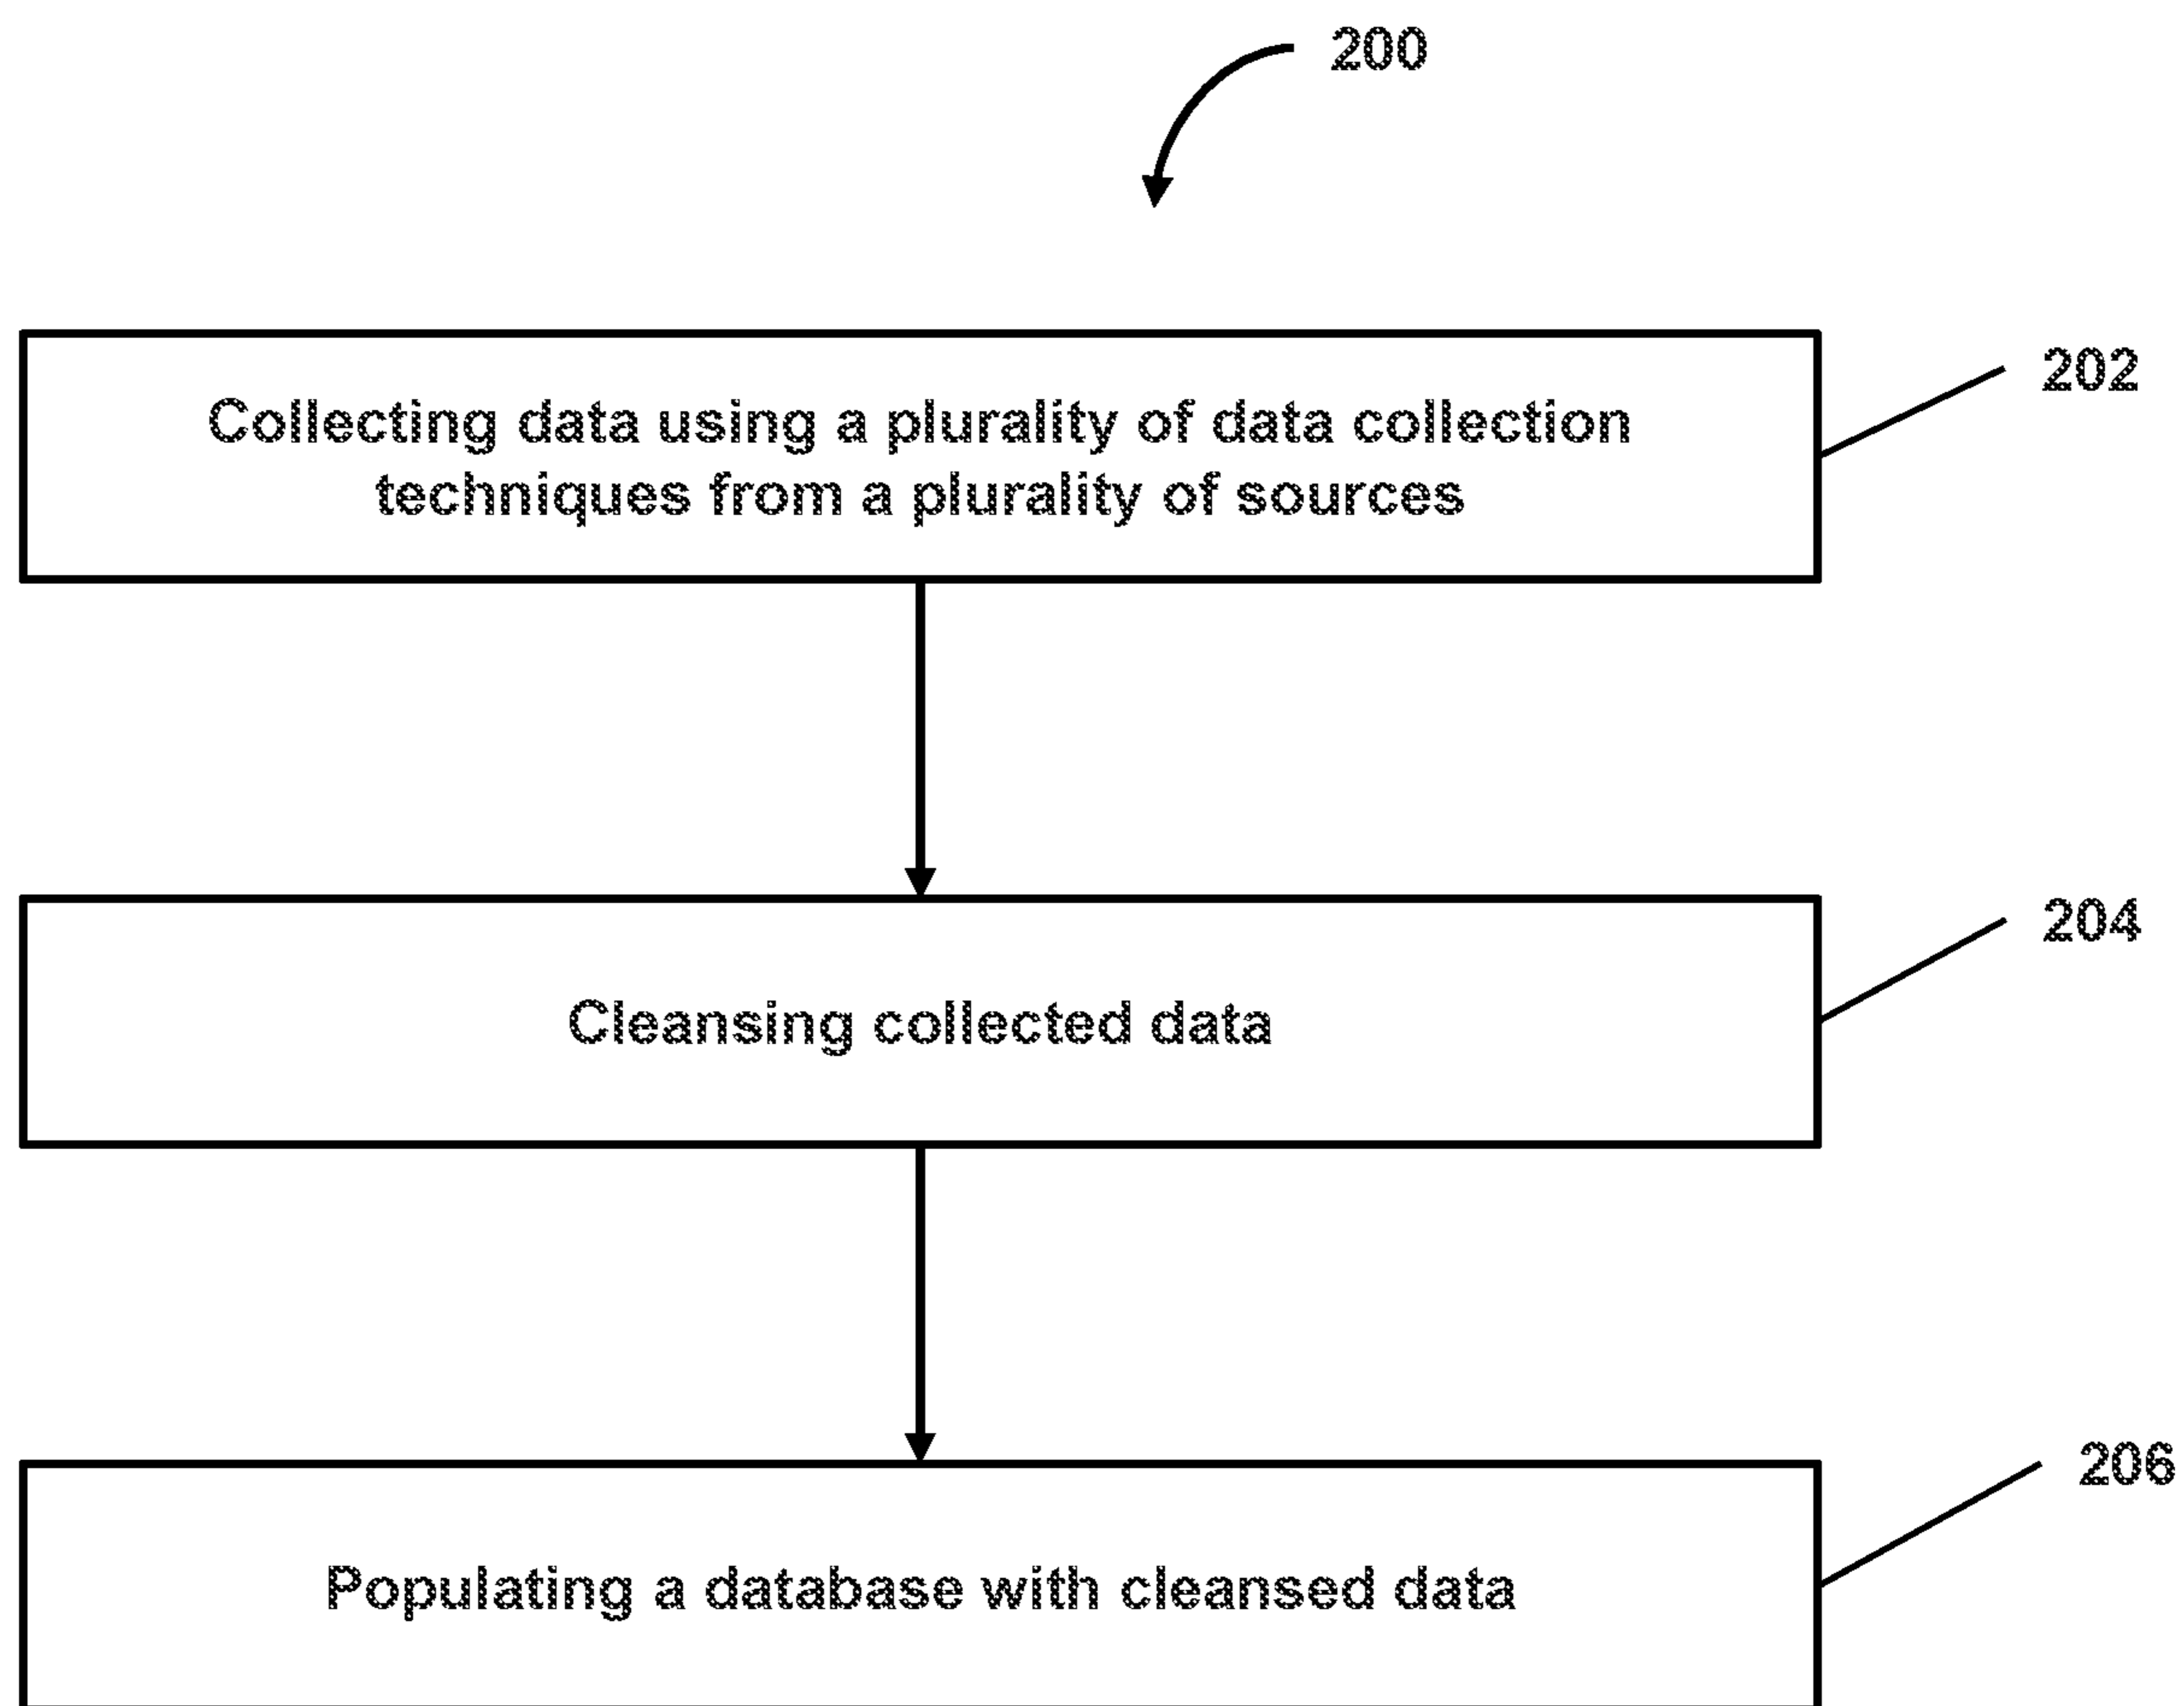 200
Collecting data using a plurality of data collection
techniques from a plurality of sources
202
Cleansing collected data
204
Populating a database with cleansed data
206